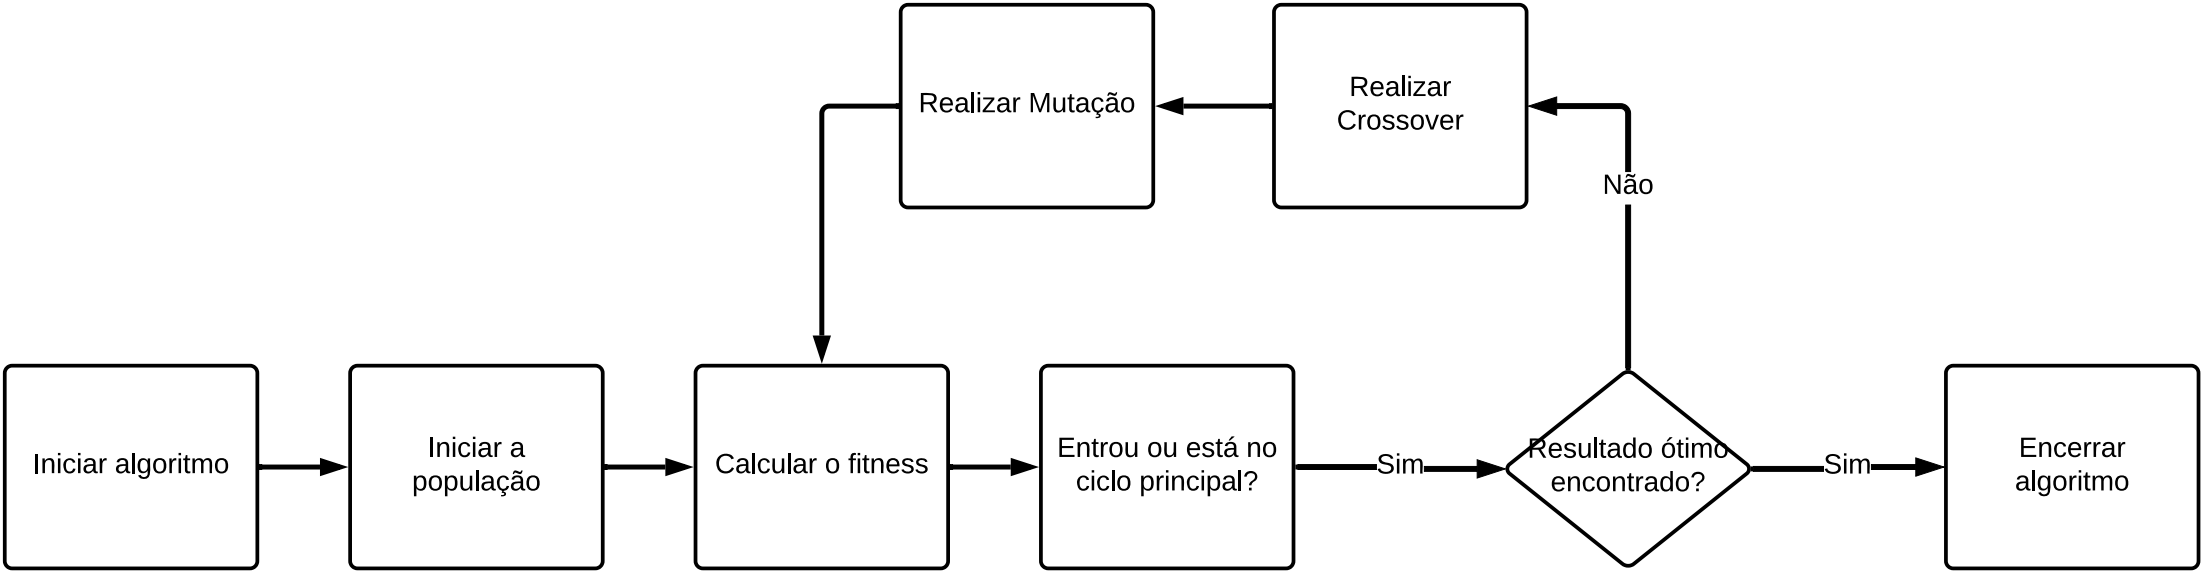 Realizar Mutação
Realizar
Crossover
Não
Iniciar algoritmo
Iniciar a
população
Calcular o fitness
Entrou ou está no
ciclo principal?
Sim
Resultado ótimo
encontrado?
Sim
Encerrar
algoritmo